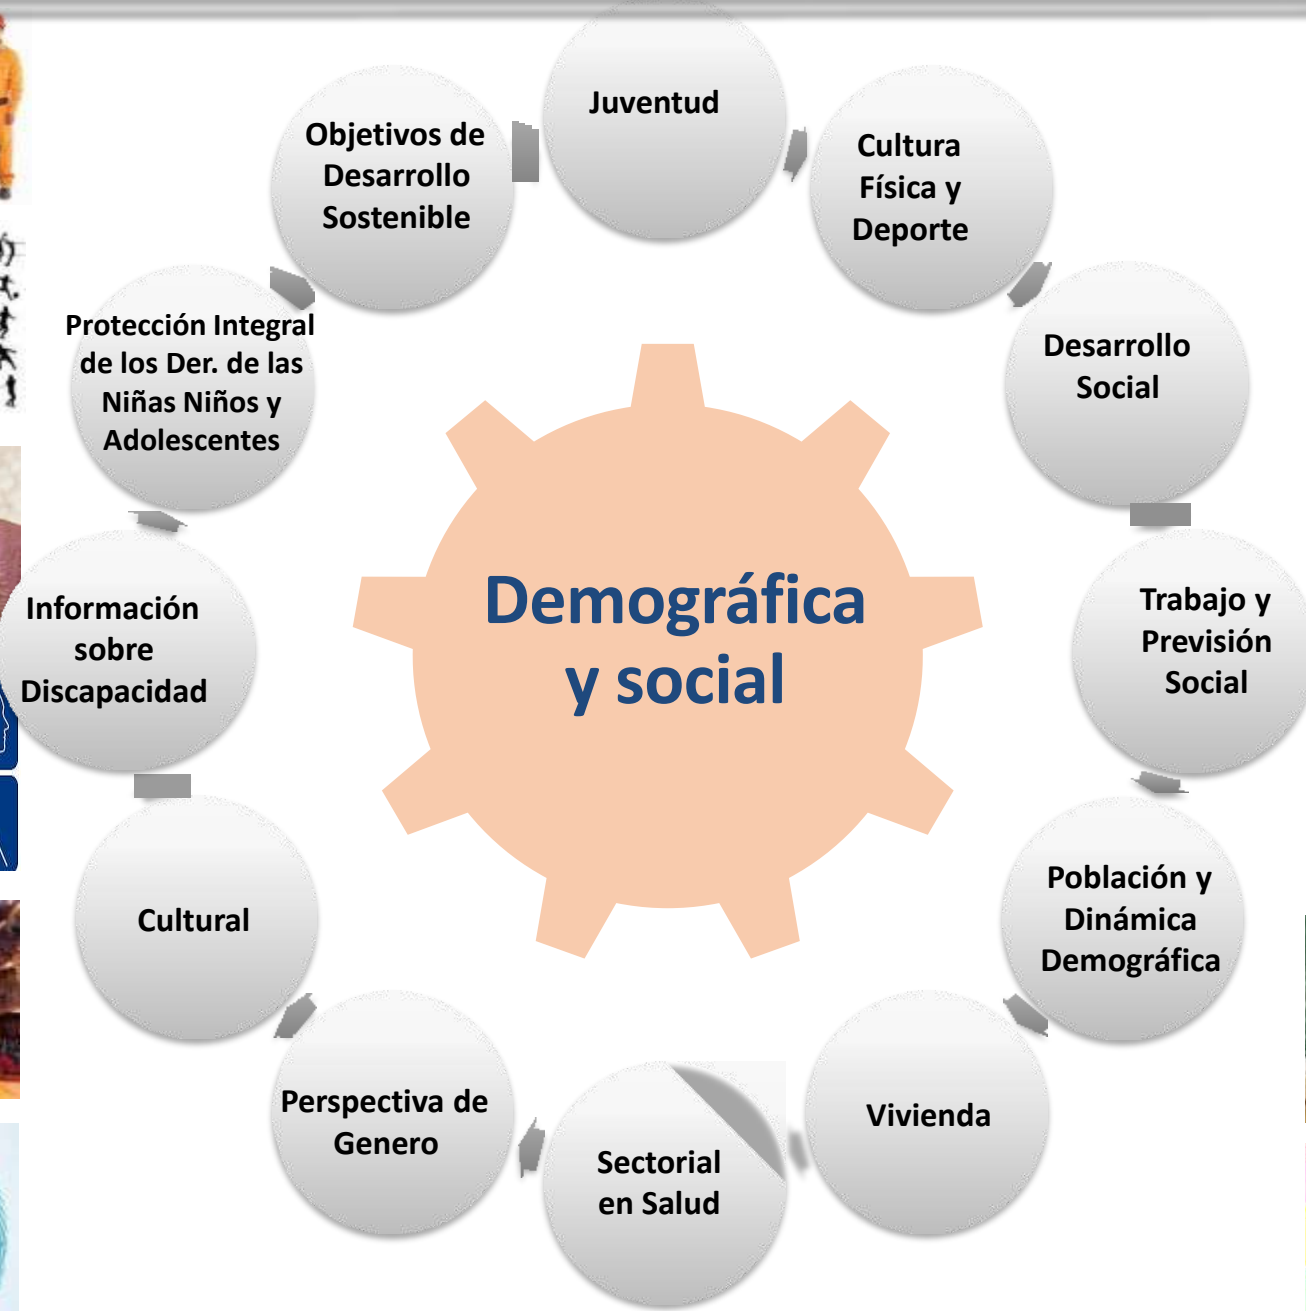 Juventud
Cultura
Física y
Deporte
Desarrollo
Social
Trabajo y
Previsión
Social
Población y
Dinámica
Demográfica
Vivienda
Sectorial
en Salud
Perspectiva de
Genero
Cultural
Información
sobre
Discapacidad
Protección Integral
de los Der. de las
Niñas Niños y
Adolescentes
Objetivos de
Desarrollo
Sostenible
Demográfica
y social